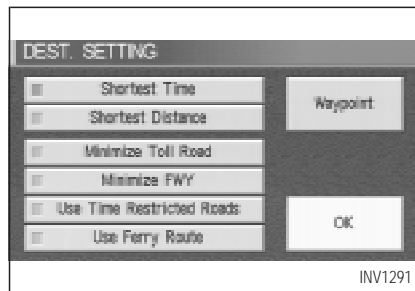 DEST. SETTING
Shortest Time
Shortest Distance
Waypoint
Minimize Toll Road
Minimize FWY
Use Time Restricted Roads
Use Ferry Route
OK
INV1291